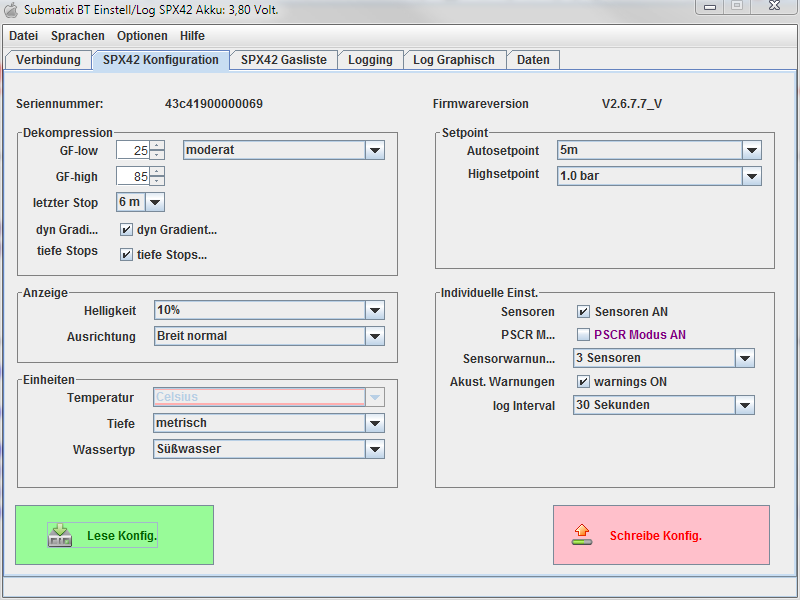 Submatix BT Einstell/Log SPX42 Akku: 3,80 Volt.
Datei Sprachen Optionen Hilfe
Verbindung SPX42 Konfiguration SPX42 Gasliste Logging Log Graphisch Daten
Seriennummer: 43c41900000069 Firmwareversion V2.6.7.7_V
Dekompression
GF-low 25 moderat
GF-high 85
letzter Stop 6 m
dyn Gradi... dyn Gradient...
tiefe Stops tiefe Stops...
Setpoint
Autosetpoint 5m
Highsetpoint 1.0 bar
Anzeige
Helligkeit 10%
Ausrichtung Breit normal
Einheiten
Temperatur Celsius
Tiefe metrisch
Wassertyp Süßwasser
Individuelle Einst.
Sensoren Sensoren AN
PSCR M... PSCR Modus AN
Sensorwarnun... 3 Sensoren
Akust. Warnungen warnings ON
log Interval 30 Sekunden
Lese Konfig. Schreibe Konfig.